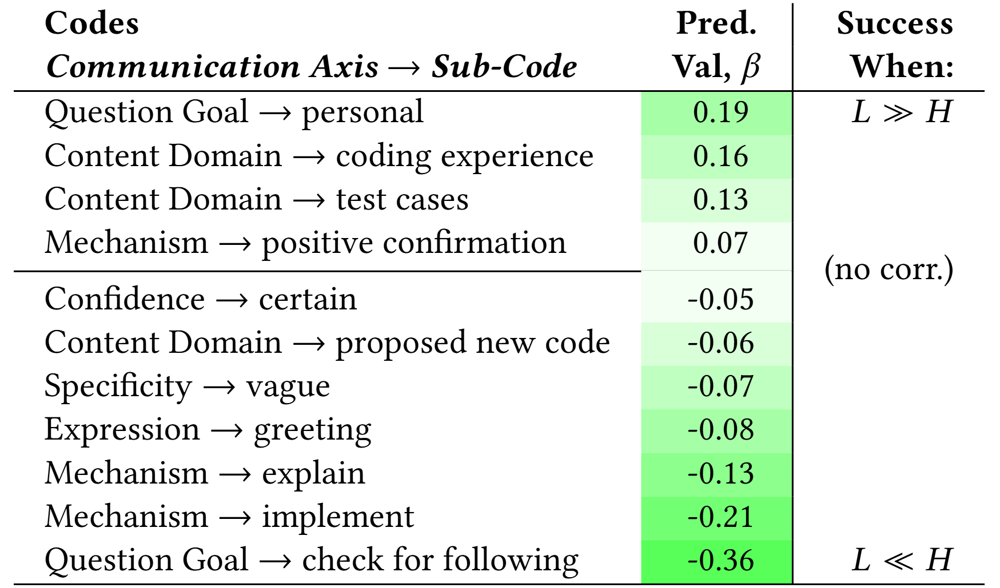 Codes Pred. Success
Communication Axis → Sub-Code Val, β When:
Question Goal → personal 0.19 L ≫ H
Content Domain → coding experience 0.16
Content Domain → test cases 0.13
Mechanism → positive confirmation 0.07
(no corr.)
Confidence → certain -0.05
Content Domain → proposed new code -0.06
Specificity → vague -0.07
Expression → greeting -0.08
Mechanism → explain -0.13
Mechanism → implement -0.21
Question Goal → check for following -0.36 L ≪ H